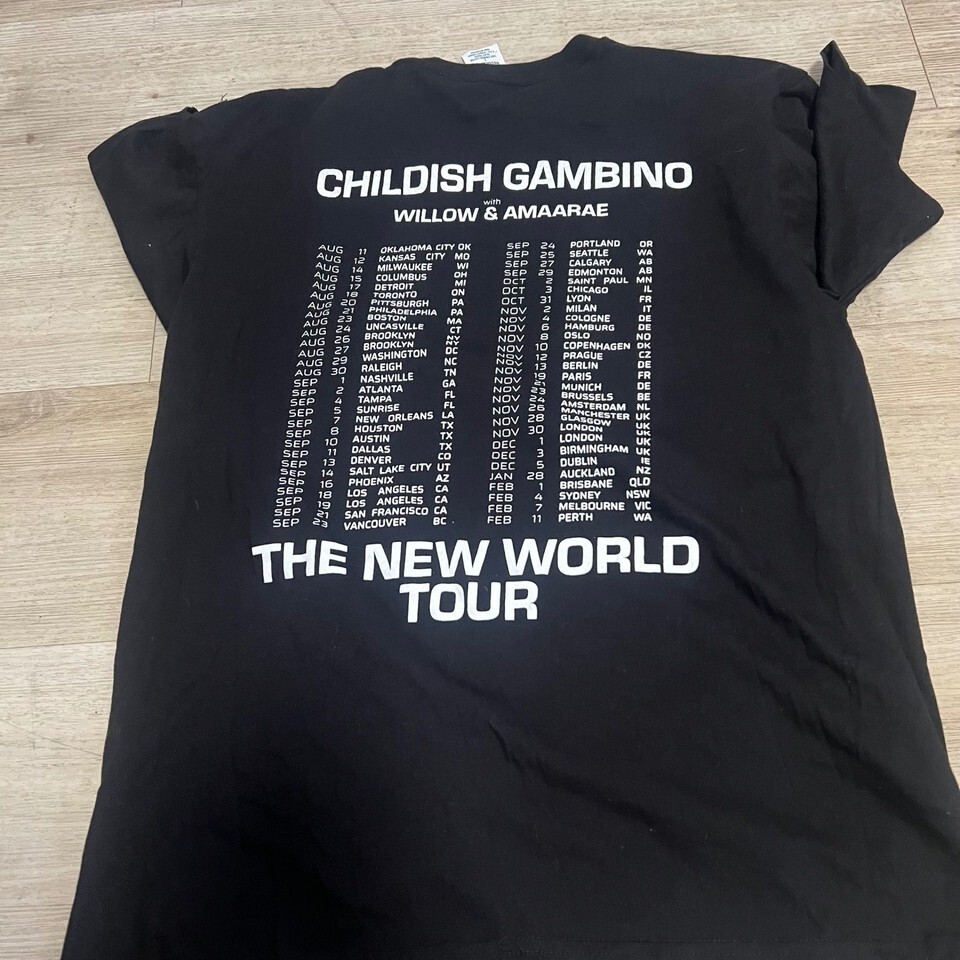 CHILDISH GAMBINO
with
WILLOW & AMAARAE
AUG 11 OKLAHOMA CITY OK
AUG 12 KANSAS CITY MO
AUG 14 MILWAUKEE WI
AUG 15 COLUMBUS OH
AUG 17 DETROIT MI
AUG 18 TORONTO ON
AUG 20 PITTSBURGH PA
AUG 21 PHILADELPHIA PA
AUG 23 BOSTON MA
AUG 24 UNCASVILLE CT
AUG 26 BROOKLYN NY
AUG 27 BROOKLYN NY
AUG 29 WASHINGTON DC
AUG 30 RALEIGH NC
SEP 1 NASHVILLE TN
SEP 2 ATLANTA GA
SEP 4 TAMPA FL
SEP 5 SUNRISE FL
SEP 7 NEW ORLEANS LA
SEP 8 HOUSTON TX
SEP 10 AUSTIN TX
SEP 11 DALLAS TX
SEP 13 DENVER CO
SEP 14 SALT LAKE CITY UT
SEP 16 PHOENIX AZ
SEP 18 LOS ANGELES CA
SEP 19 LOS ANGELES CA
SEP 21 SAN FRANCISCO CA
SEP 23 VANCOUVER BC
SEP 24 PORTLAND OR
SEP 25 SEATTLE WA
SEP 27 CALGARY AB
SEP 29 EDMONTON AB
OCT 2 SAINT PAUL MN
OCT 3 CHICAGO IL
OCT 31 LYON FR
NOV 2 MILAN IT
NOV 4 COLOGNE DE
NOV 6 HAMBURG DE
NOV 8 OSLO NO
NOV 10 COPENHAGEN DK
NOV 12 PRAGUE CZ
NOV 13 BERLIN DE
NOV 19 PARIS FR
NOV 21 MUNICH DE
NOV 23 BRUSSELS BE
NOV 24 AMSTERDAM NL
NOV 26 MANCHESTER UK
NOV 28 GLASGOW UK
NOV 30 LONDON UK
DEC 1 LONDON UK
DEC 3 BIRMINGHAM UK
DEC 5 DUBLIN IE
JAN 28 AUCKLAND NZ
FEB 1 BRISBANE QLD
FEB 4 SYDNEY NSW
FEB 7 MELBOURNE VIC
FEB 11 PERTH WA
THE NEW WORLD
TOUR